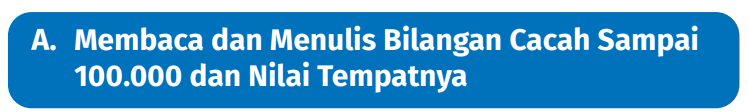 A. Membaca dan Menulis Bilangan Cacah Sampai
100.000 dan Nilai Tempatnya